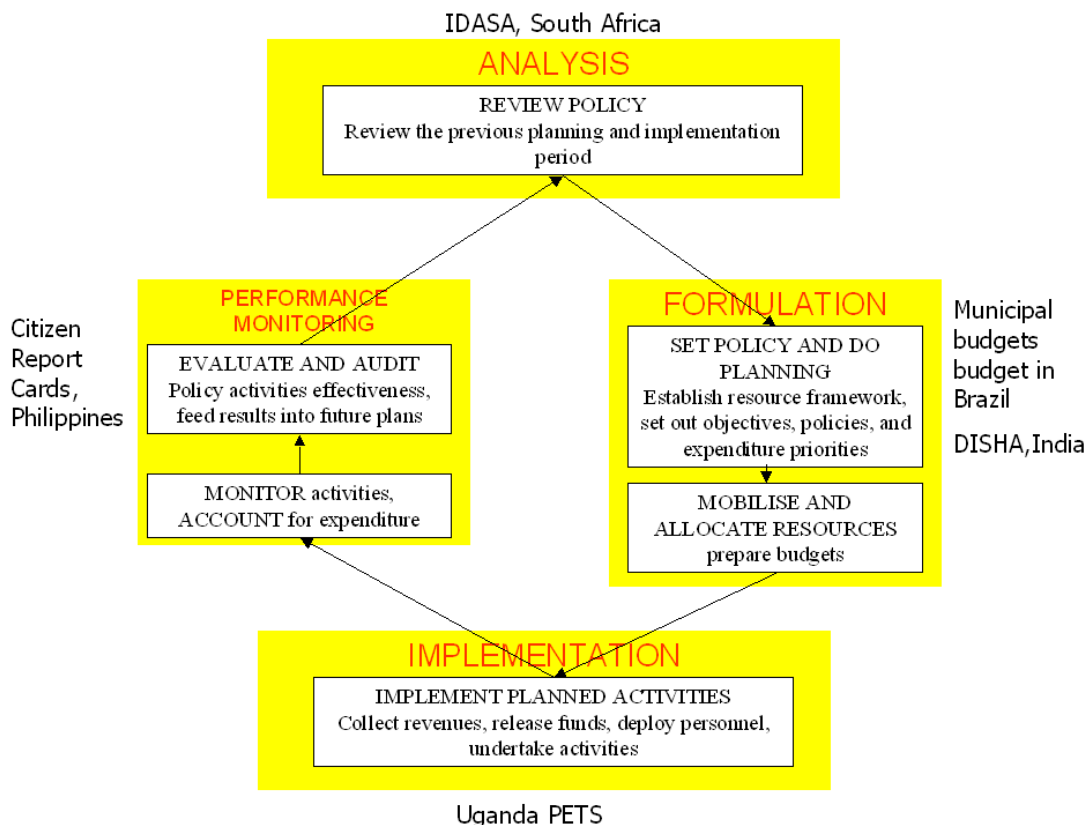 IDASA, South Africa
ANALYSIS
REVIEW POLICY
Review the previous planning and implementation
period
PERFORMANCE
MONITORING
EVALUATE AND AUDIT
Policy activities effectiveness,
feed results into future plans
MONITOR activities,
ACCOUNT for expenditure
Citizen
Report
Cards,
Philippines
FORMULATION
SET POLICY AND DO
PLANNING
Establish resource framework,
set out objectives, policies, and
expenditure priorities
MOBILISE AND
ALLOCATE RESOURCES
prepare budgets
Municipal
budgets
budget in
Brazil
DISHA,India
IMPLEMENTATION
IMPLEMENT PLANNED ACTIVITIES
Collect revenues, release funds, deploy personnel,
undertake activities
Uganda PETS